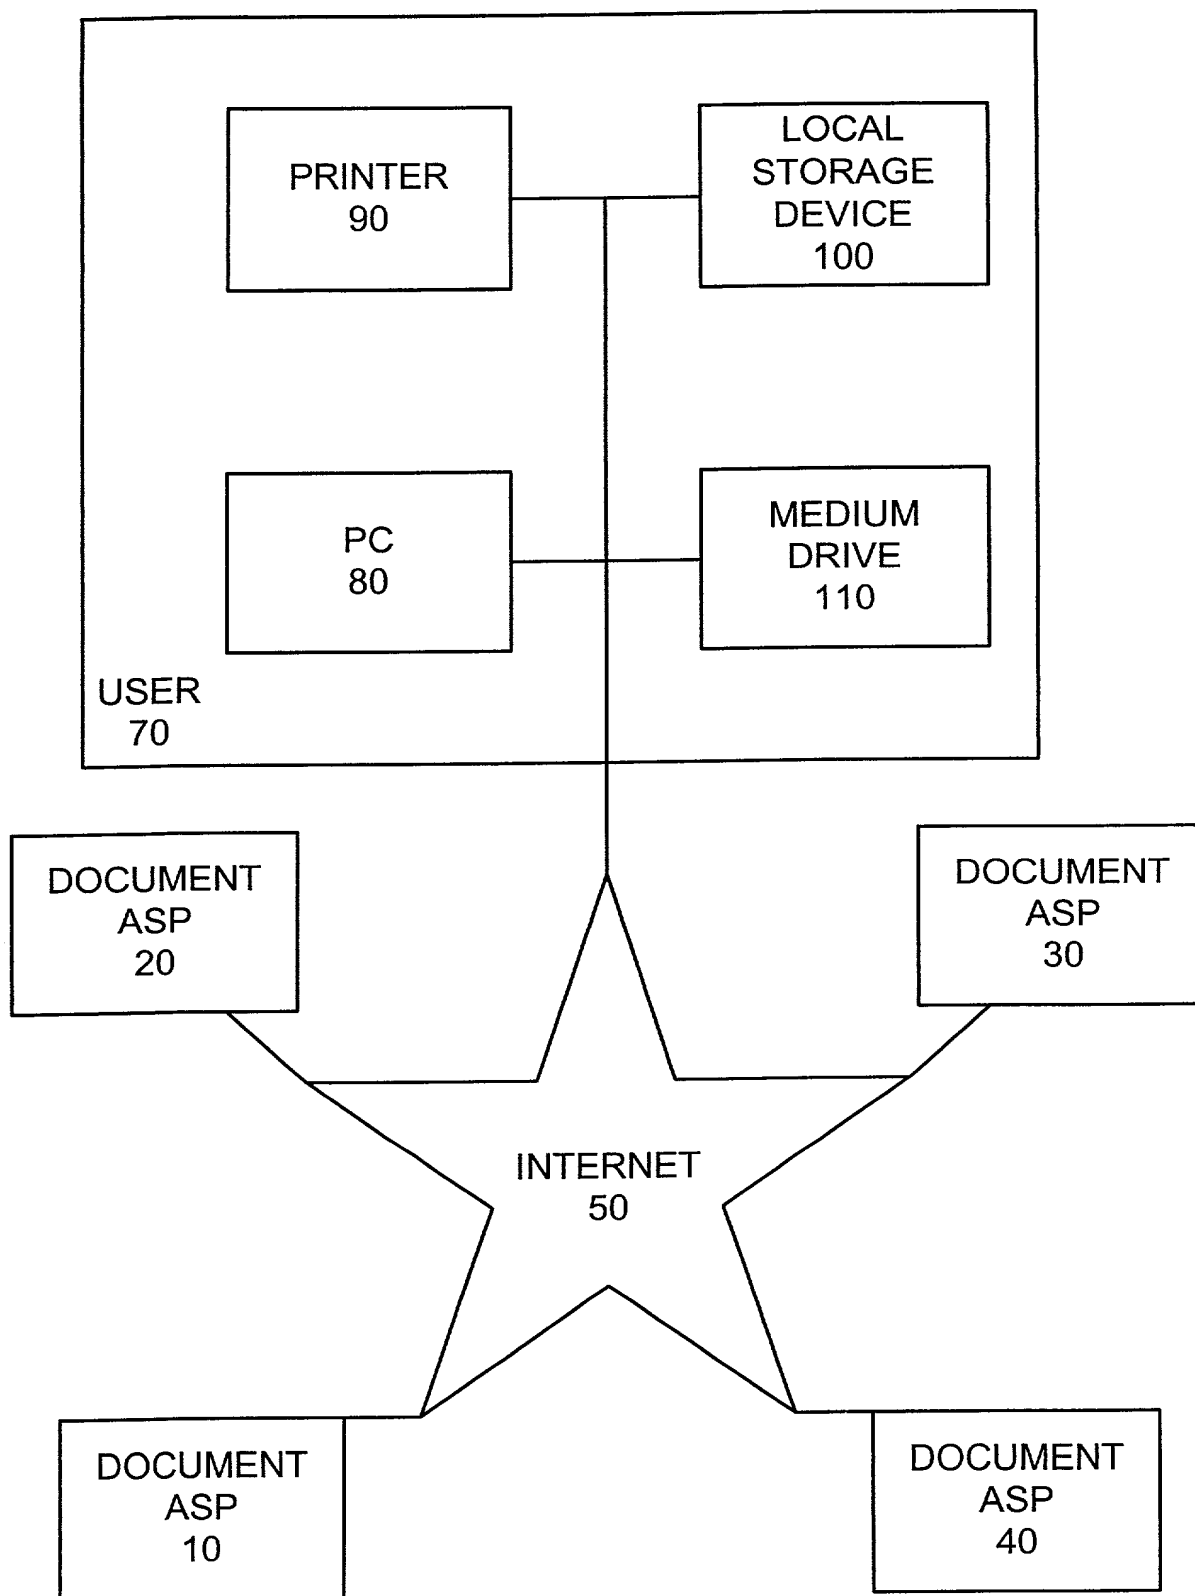 PRINTER
90
LOCAL
STORAGE
DEVICE
100
PC
80
MEDIUM
DRIVE
110
USER
70
DOCUMENT
ASP
20
DOCUMENT
ASP
30
INTERNET
50
DOCUMENT
ASP
10
DOCUMENT
ASP
40